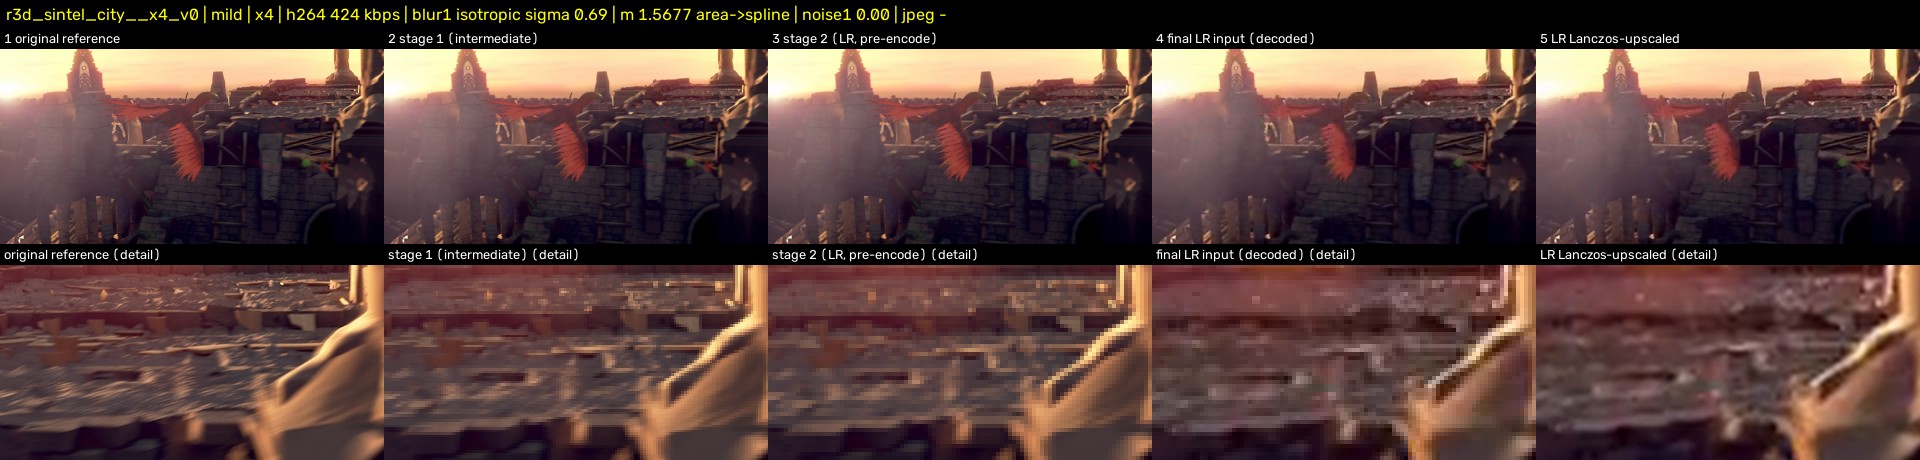 r3d_sintel_city__x4_v0 | mild | x4 | h264 424 kbps | blur1 isotropic sigma 0.69 | m 1.5677 area->spline | noise1 0.00 | jpeg -
1 original reference
2 stage 1 (intermediate)
3 stage 2 (LR, pre-encode)
4 final LR input (decoded)
5 LR Lanczos-upscaled
original reference (detail)
stage 1 (intermediate) (detail)
stage 2 (LR, pre-encode) (detail)
final LR input (decoded) (detail)
LR Lanczos-upscaled (detail)